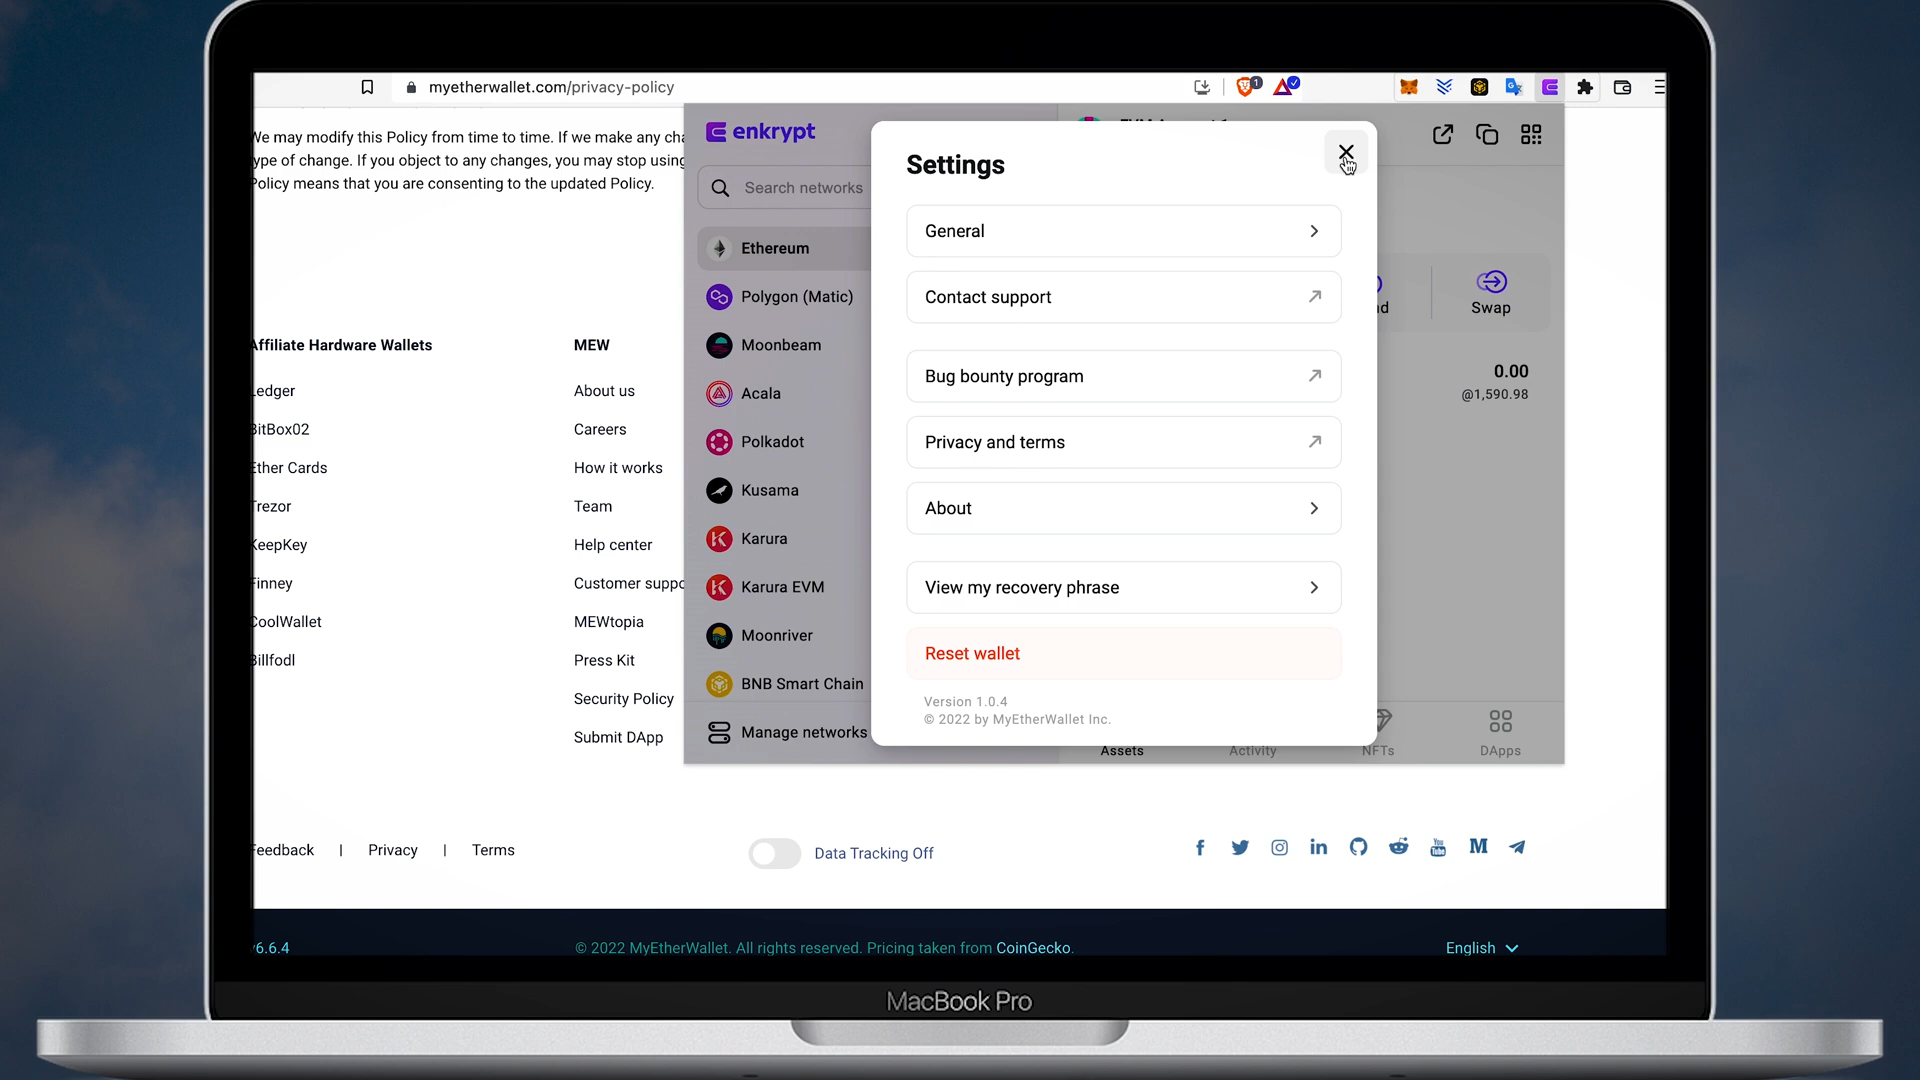 myetherwallet.com/privacy-policy
We may modify this Policy from time to time. If we make any cha
ype of change. If you object to any changes, you may stop using
Policy means that you are consenting to the updated Policy.
Affiliate Hardware Wallets
Ledger
BitBox02
Ether Cards
Trezor
KeepKey
Finney
CoolWallet
Billfodl
MEW
About us
Careers
How it works
Team
Help center
Customer suppo
MEWtopia
Press Kit
Security Policy
Submit DApp
enkrypt
Search networks
Ethereum
Polygon (Matic)
Moonbeam
Acala
Polkadot
Kusama
Karura
Karura EVM
Moonriver
BNB Smart Chain
Manage networks
Settings
General
Contact support
Bug bounty program
Privacy and terms
About
View my recovery phrase
Reset wallet
Version 1.0.4
© 2022 by MyEtherWallet Inc.
nd
Swap
0.00
@1,590.98
Assets
Activity
NFTs
DApps
Feedback | Privacy | Terms
Data Tracking Off
v6.6.4
© 2022 MyEtherWallet. All rights reserved. Pricing taken from CoinGecko.
English
MacBook Pro